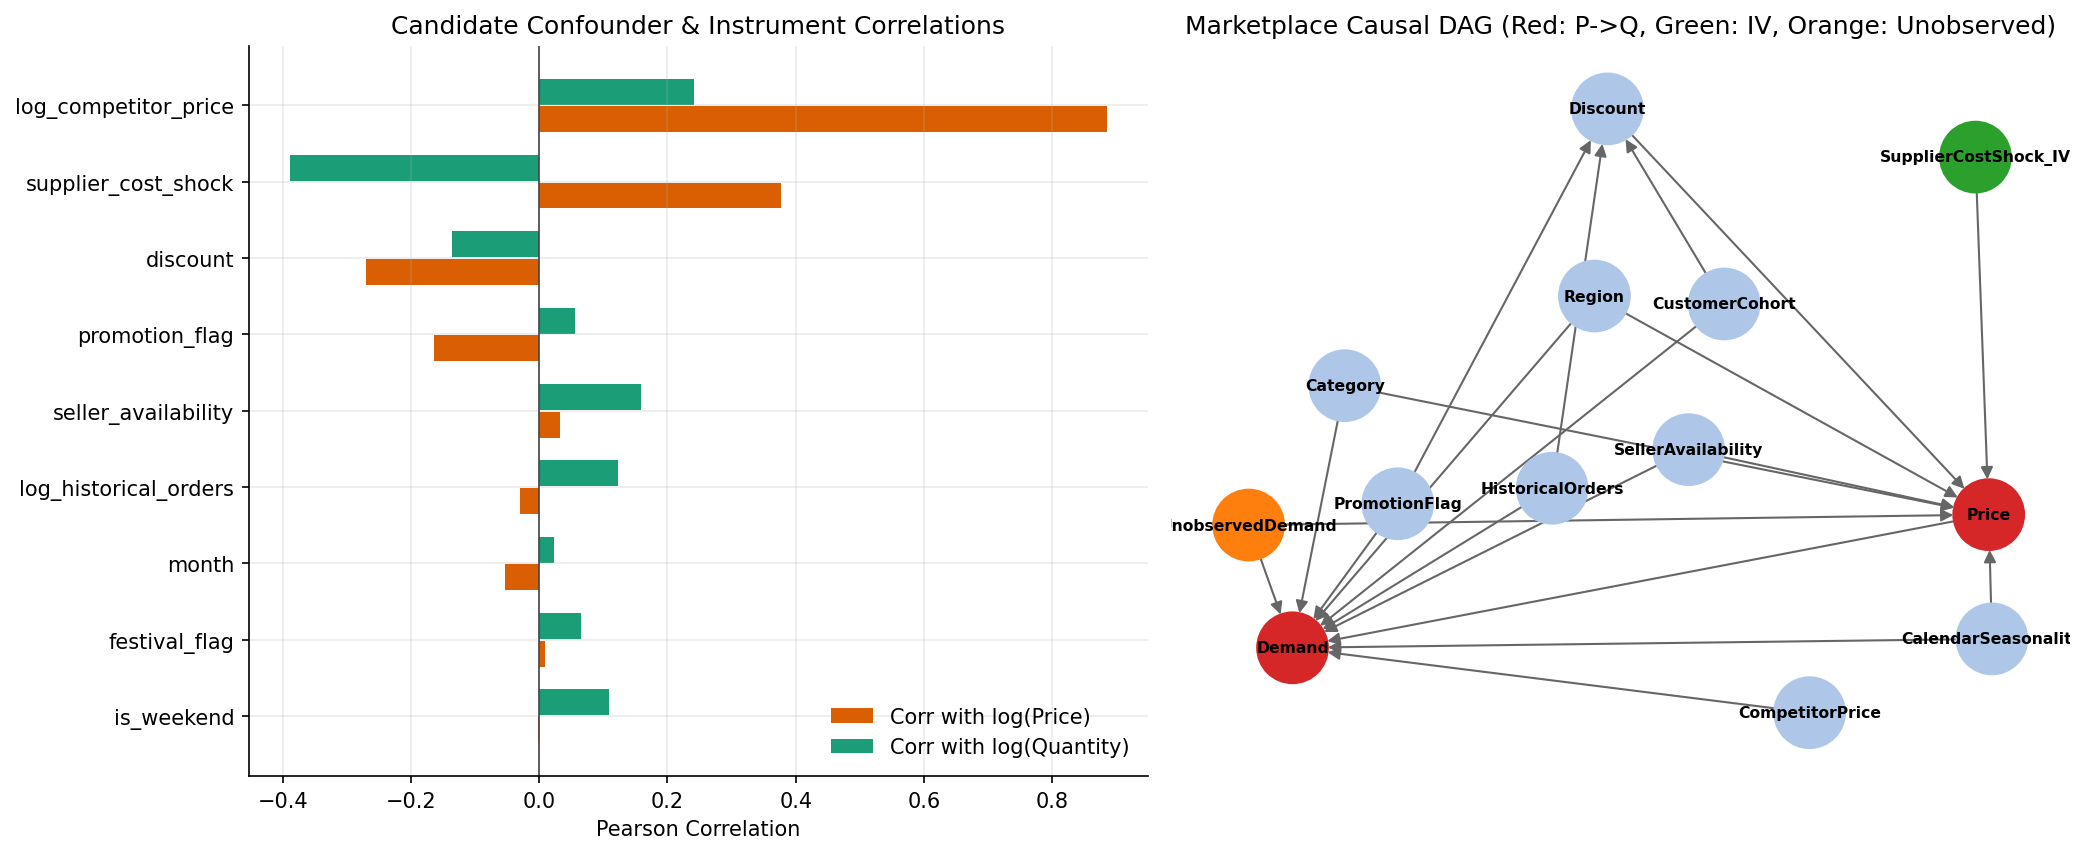 Candidate Confounder & Instrument Correlations
log_competitor_price
supplier_cost_shock
discount
promotion_flag
seller_availability
log_historical_orders
month
festival_flag
is_weekend
Corr with log(Price)
Corr with log(Quantity)
−0.4 −0.2 0.0 0.2 0.4 0.6 0.8
Pearson Correlation
Marketplace Causal DAG (Red: P->Q, Green: IV, Orange: Unobserved)
Discount
SupplierCostShock_IV
Region
CustomerCohort
Category
SellerAvailability
HistoricalOrders
PromotionFlag
Price
nobservedDemand
CalendarSeasonalit
Demand
CompetitorPrice